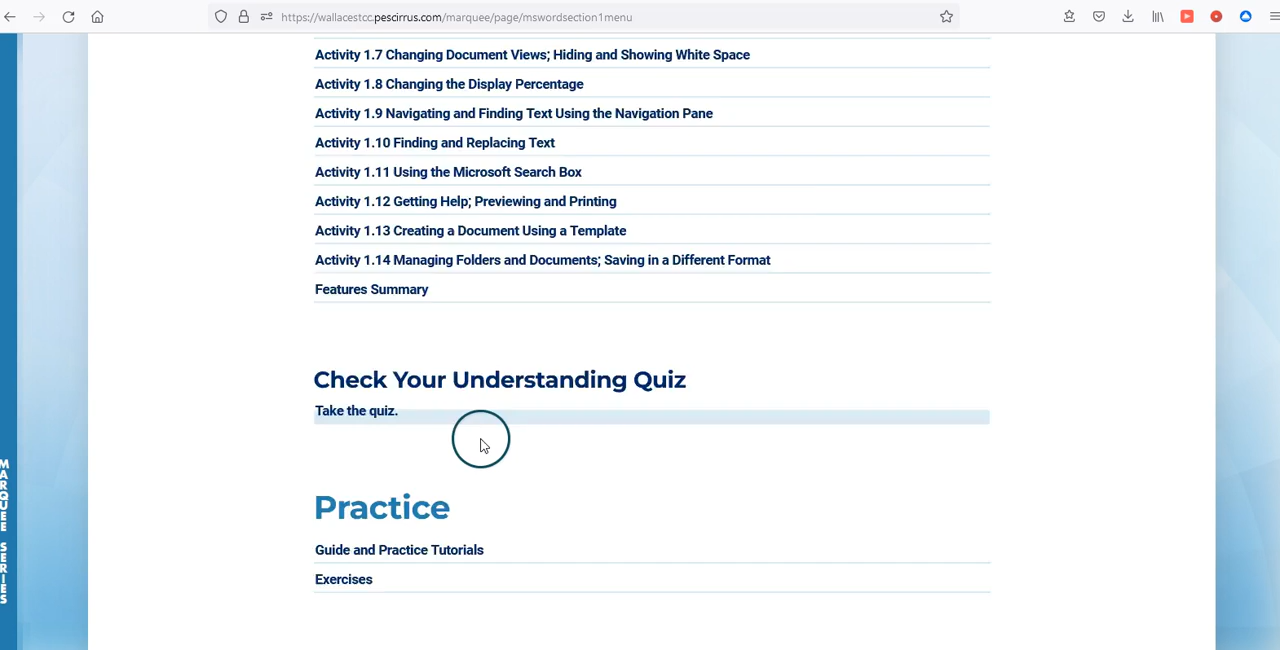 https://wallacestcc.pescirrus.com/marquee/page/mswordsection1menu
Activity 1.7 Changing Document Views; Hiding and Showing White Space
Activity 1.8 Changing the Display Percentage
Activity 1.9 Navigating and Finding Text Using the Navigation Pane
Activity 1.10 Finding and Replacing Text
Activity 1.11 Using the Microsoft Search Box
Activity 1.12 Getting Help; Previewing and Printing
Activity 1.13 Creating a Document Using a Template
Activity 1.14 Managing Folders and Documents; Saving in a Different Format
Features Summary
Check Your Understanding Quiz
Take the quiz.
Practice
Guide and Practice Tutorials
Exercises
MARQUEE SERIES